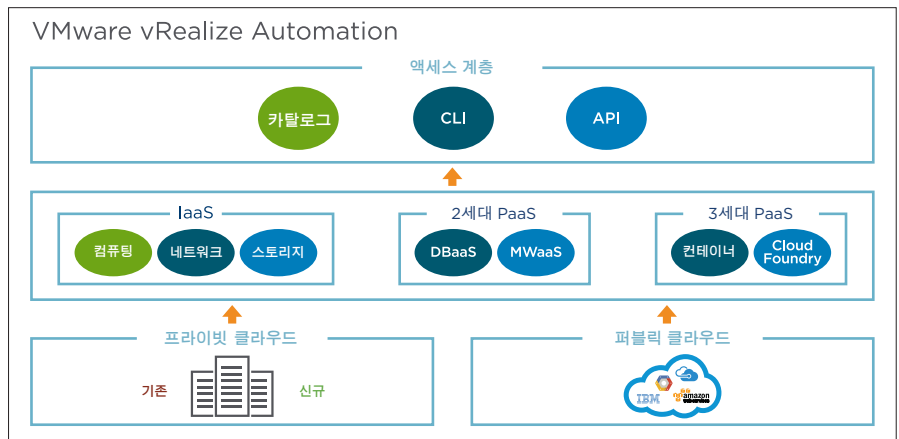 VMware vRealize Automation
액세스 계층
카탈로그
CLI
API
IaaS
2세대 PaaS
3세대 PaaS
컴퓨팅
네트워크
스토리지
DBaaS
MWaaS
컨테이너
Cloud
Foundry
프라이빗 클라우드
퍼블릭 클라우드
기존
신규
IBM
amazon
webservices